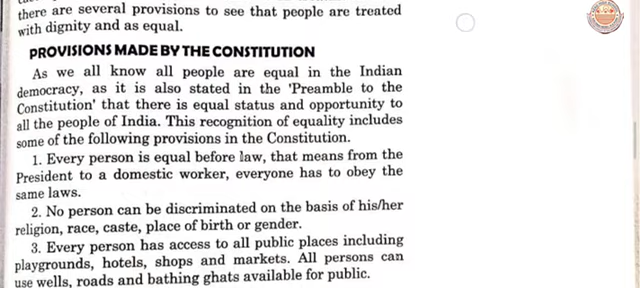 there are several provisions to see that people are treated
with dignity and as equal.
PROVISIONS MADE BY THE CONSTITUTION
As we all know all people are equal in the Indian
democracy, as it is also stated in the 'Preamble to the
Constitution' that there is equal status and opportunity to
all the people of India. This recognition of equality includes
some of the following provisions in the Constitution.
1. Every person is equal before law, that means from the
President to a domestic worker, everyone has to obey the
same laws.
2. No person can be discriminated on the basis of his/her
religion, race, caste, place of birth or gender.
3. Every person has access to all public places including
playgrounds, hotels, shops and markets. All persons can
use wells, roads and bathing ghats available for public.